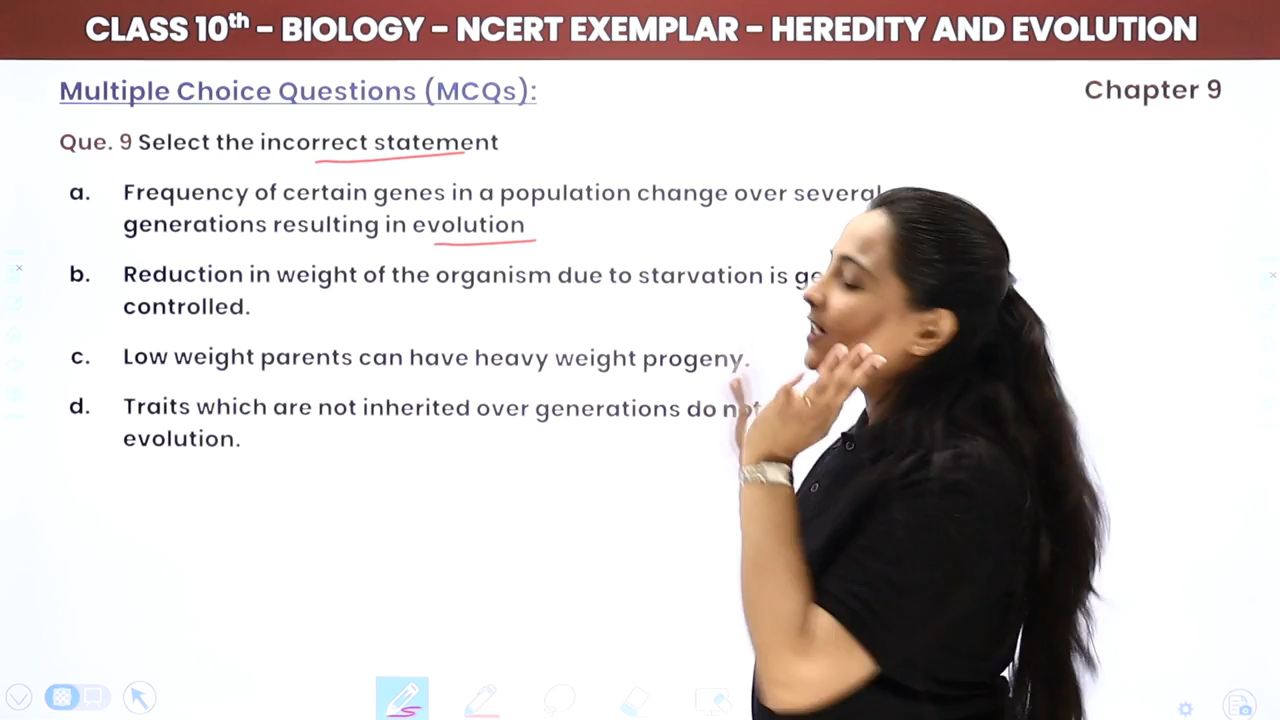 CLASS 10th – BIOLOGY – NCERT EXEMPLAR – HEREDITY AND EVOLUTION
Multiple Choice Questions (MCQs):
Chapter 9
Que. 9 Select the incorrect statement
a. Frequency of certain genes in a population change over several
generations resulting in evolution
b. Reduction in weight of the organism due to starvation is
controlled.
c. Low weight parents can have heavy weight progeny.
d. Traits which are not inherited over generations do not
evolution.